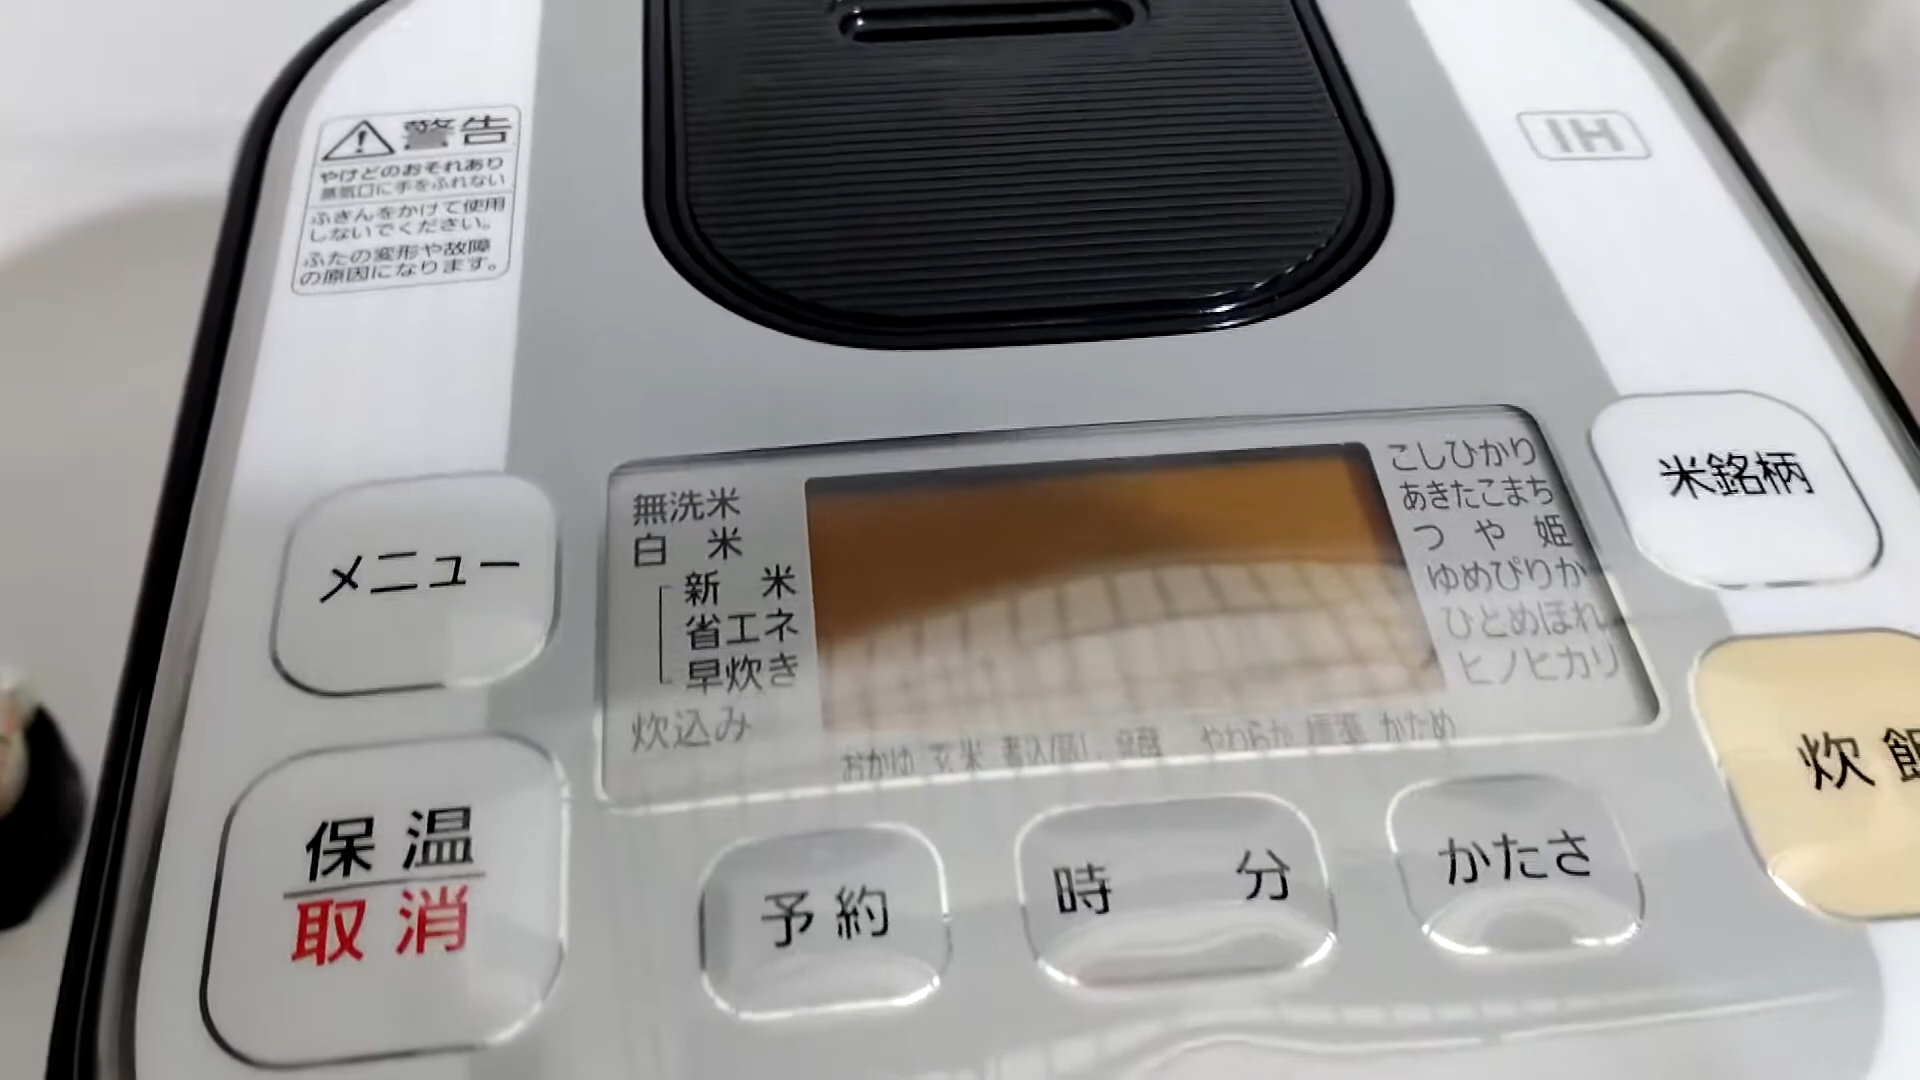 警告
やけどのおそれあり
蒸気口に手をふれない
ふきんをかけて使用
しないでください。
ふたの変形や故障
の原因になります。
IH
米銘柄
メニュー
無洗米
白 米
新 米
省エネ
早炊き
炊込み
こしひかり
あきたこまち
つ や 姫
ゆめぴりか
ひとめぼれ
ヒノヒカリ
おかゆ 玄米 やわらか 標準 かため
炊
保温
取消
予約
時 分
かたさ